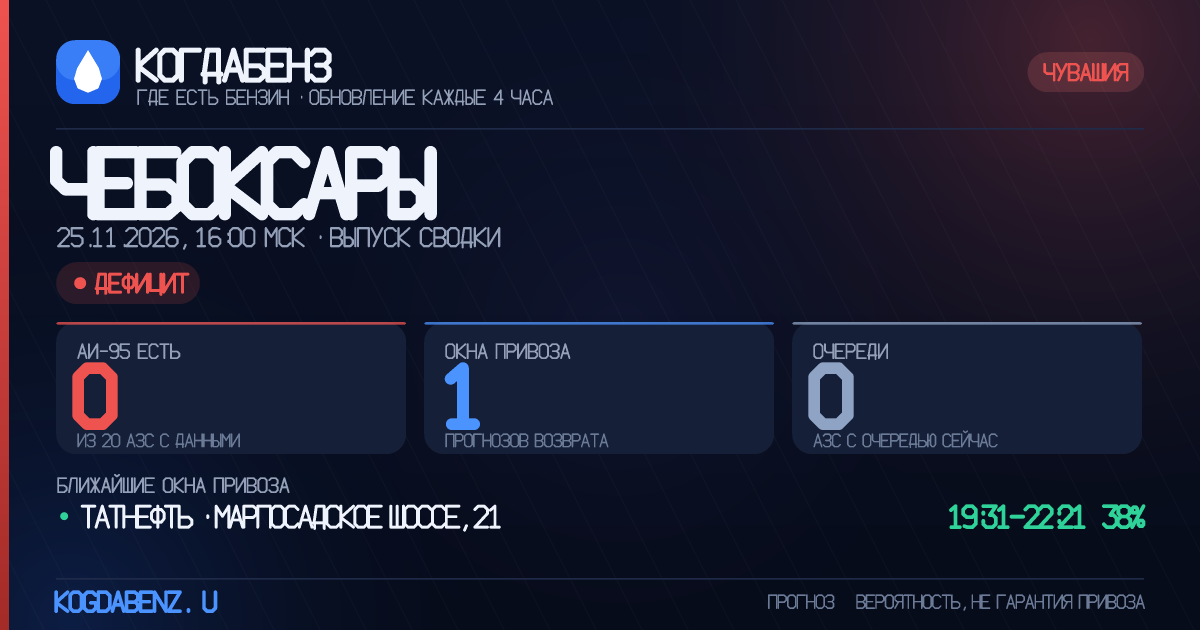 КОГДАБЕНЗ
ГДЕ ЕСТЬ БЕНЗИН · ОБНОВЛЕНИЕ КАЖДЫЕ 4 ЧАСА
ЧУВАШИЯ
ЧЕБОКСАРЫ
25.11.2026, 16:00 МСК · ВЫПУСК СВОДКИ
• ДЕФИЦИТ
АИ-95 ЕСТЬ
0
ИЗ 20 АЗС С ДАННЫМИ
ОКНА ПРИВОЗА
1
ПРОГНОЗОВ ВОЗВРАТА
ОЧЕРЕДИ
0
АЗС С ОЧЕРЕДЬЮ СЕЙЧАС
БЛИЖАЙШИЕ ОКНА ПРИВОЗА
• ТАТНЕФТЬ · МАРПОСАДСКОЕ ШОССЕ, 21
19:31–22:21 38%
KOGDABENZ. U
ПРОГНОЗ ВЕРОЯТНОСТЬ, НЕ ГАРАНТИЯ ПРИВОЗА